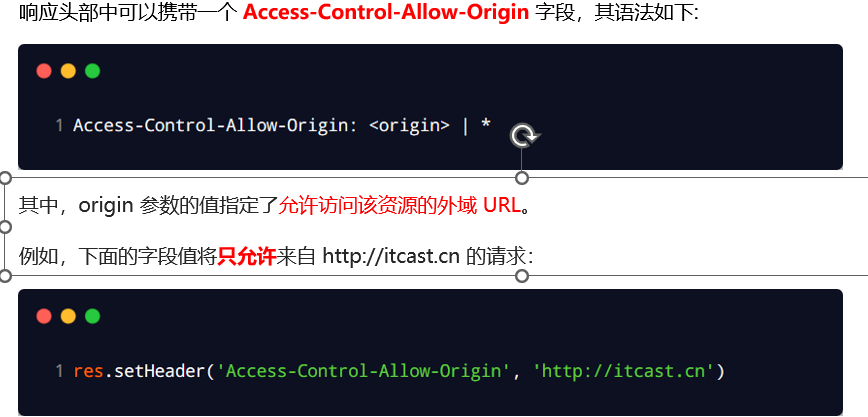 响应头部中可以携带一个 Access-Control-Allow-Origin 字段，其语法如下:
1 Access-Control-Allow-Origin: <origin> | *
其中，origin 参数的值指定了允许访问该资源的外域 URL。
例如，下面的字段值将只允许来自 http://itcast.cn 的请求：
1 res.setHeader('Access-Control-Allow-Origin', 'http://itcast.cn')